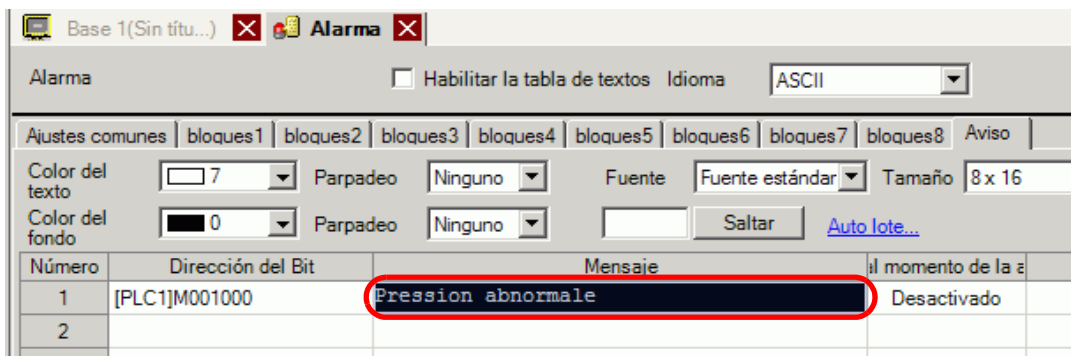 Base 1(Sin títu...) Alarma
Alarma Habilitar la tabla de textos Idioma ASCII
Ajustes comunes bloques1 bloques2 bloques3 bloques4 bloques5 bloques6 bloques7 bloques8 Aviso
Color del texto 7 Parpadeo Ninguno Fuente Fuente estándar Tamaño 8 x 16
Color del fondo 0 Parpadeo Ninguno Saltar Auto lote...
Número Dirección del Bit Mensaje al momento de la a
1 [PLC1]M001000 Pression abnormale Desactivado
2